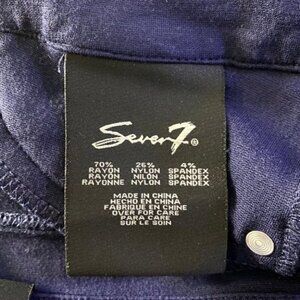 Seven7®
70% 26% 4%
RAYON NYLON SPANDEX
RAYÓN NILON SPANDEX
RAYONNE NYLON SPANDEX
MADE IN CHINA
HECHO EN CHINA
FABRIQUE EN CHINE
OVER FOR CARE
PARA CARE
SUR LE SOIN